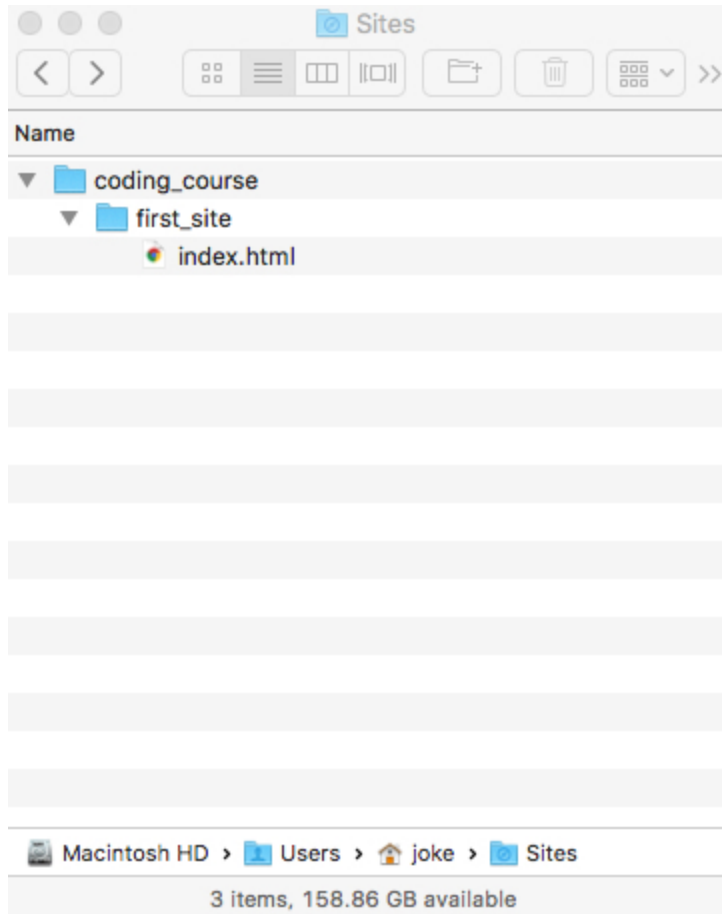 Sites
Name
coding_course
first_site
index.html
Macintosh HD › Users › joke › Sites
3 items, 158.86 GB available